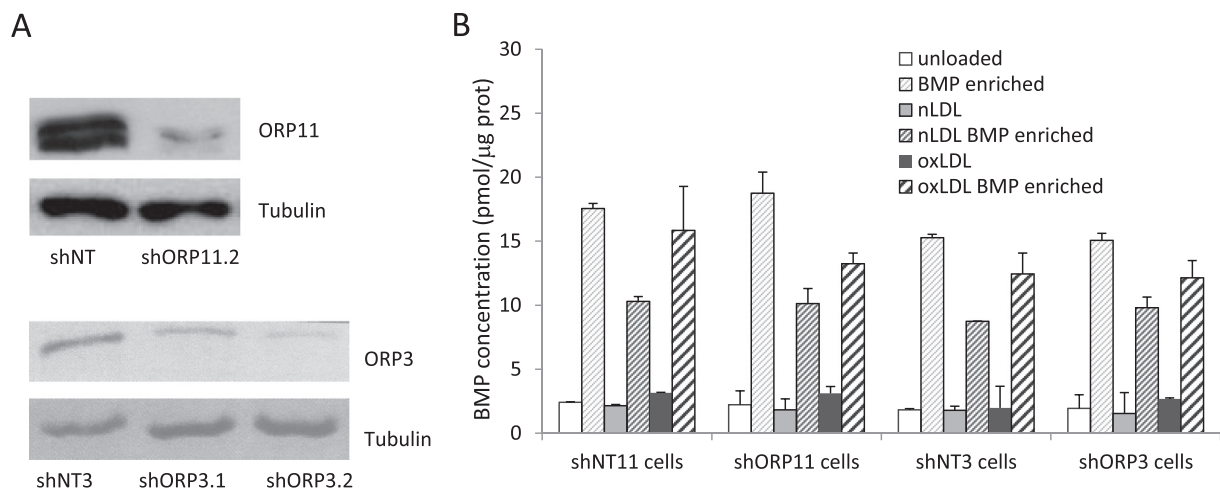 A
ORP11
Tubulin
shNT shORP11.2
ORP3
Tubulin
shNT3 shORP3.1 shORP3.2
B
BMP concentration (pmol/μg prot)
30
25
20
15
10
5
0
unloaded
BMP enriched
nLDL
nLDL BMP enriched
oxLDL
oxLDL BMP enriched
shNT11 cells shORP11 cells shNT3 cells shORP3 cells